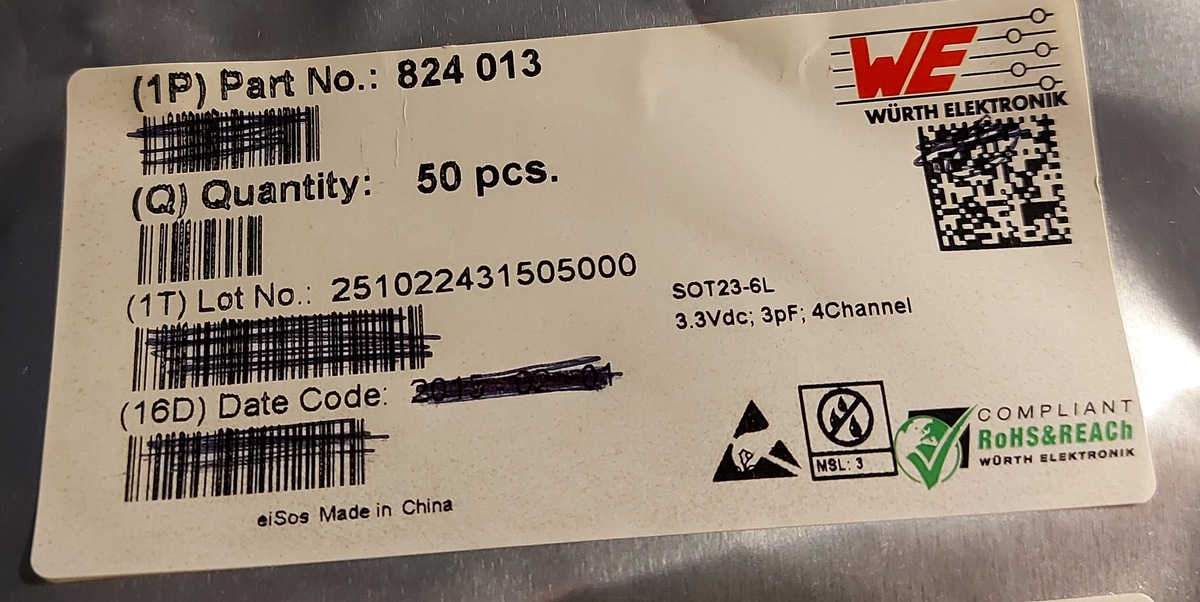 (1P) Part No.: 824 013
WE
WÜRTH ELEKTRONIK
(Q) Quantity: 50 pcs.
(1T) Lot No.: 251022431505000
SOT23-6L
3.3Vdc; 3pF; 4Channel
(16D) Date Code:
MSL: 3
COMPLIANT
RoHS&REACh
WÜRTH ELEKTRONIK
eiSos Made in China